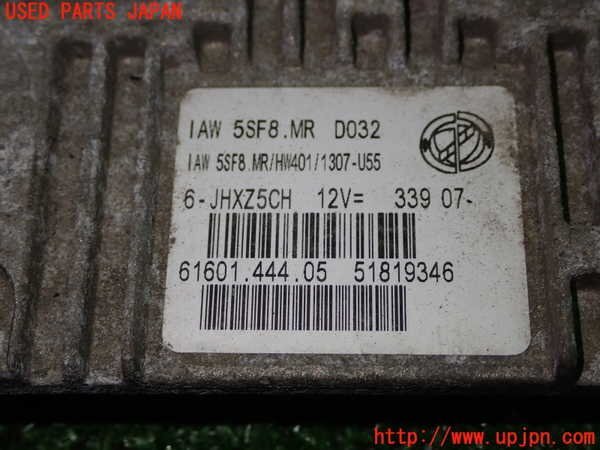 USED PARTS JAPAN
IAW 5SF8.MR D032
IAW 5SF8.MR/HW401/1307-U55
6-JHXZ5CH 12V= 339 07-
61601.444.05 51819346
http://www.upjpn.com/